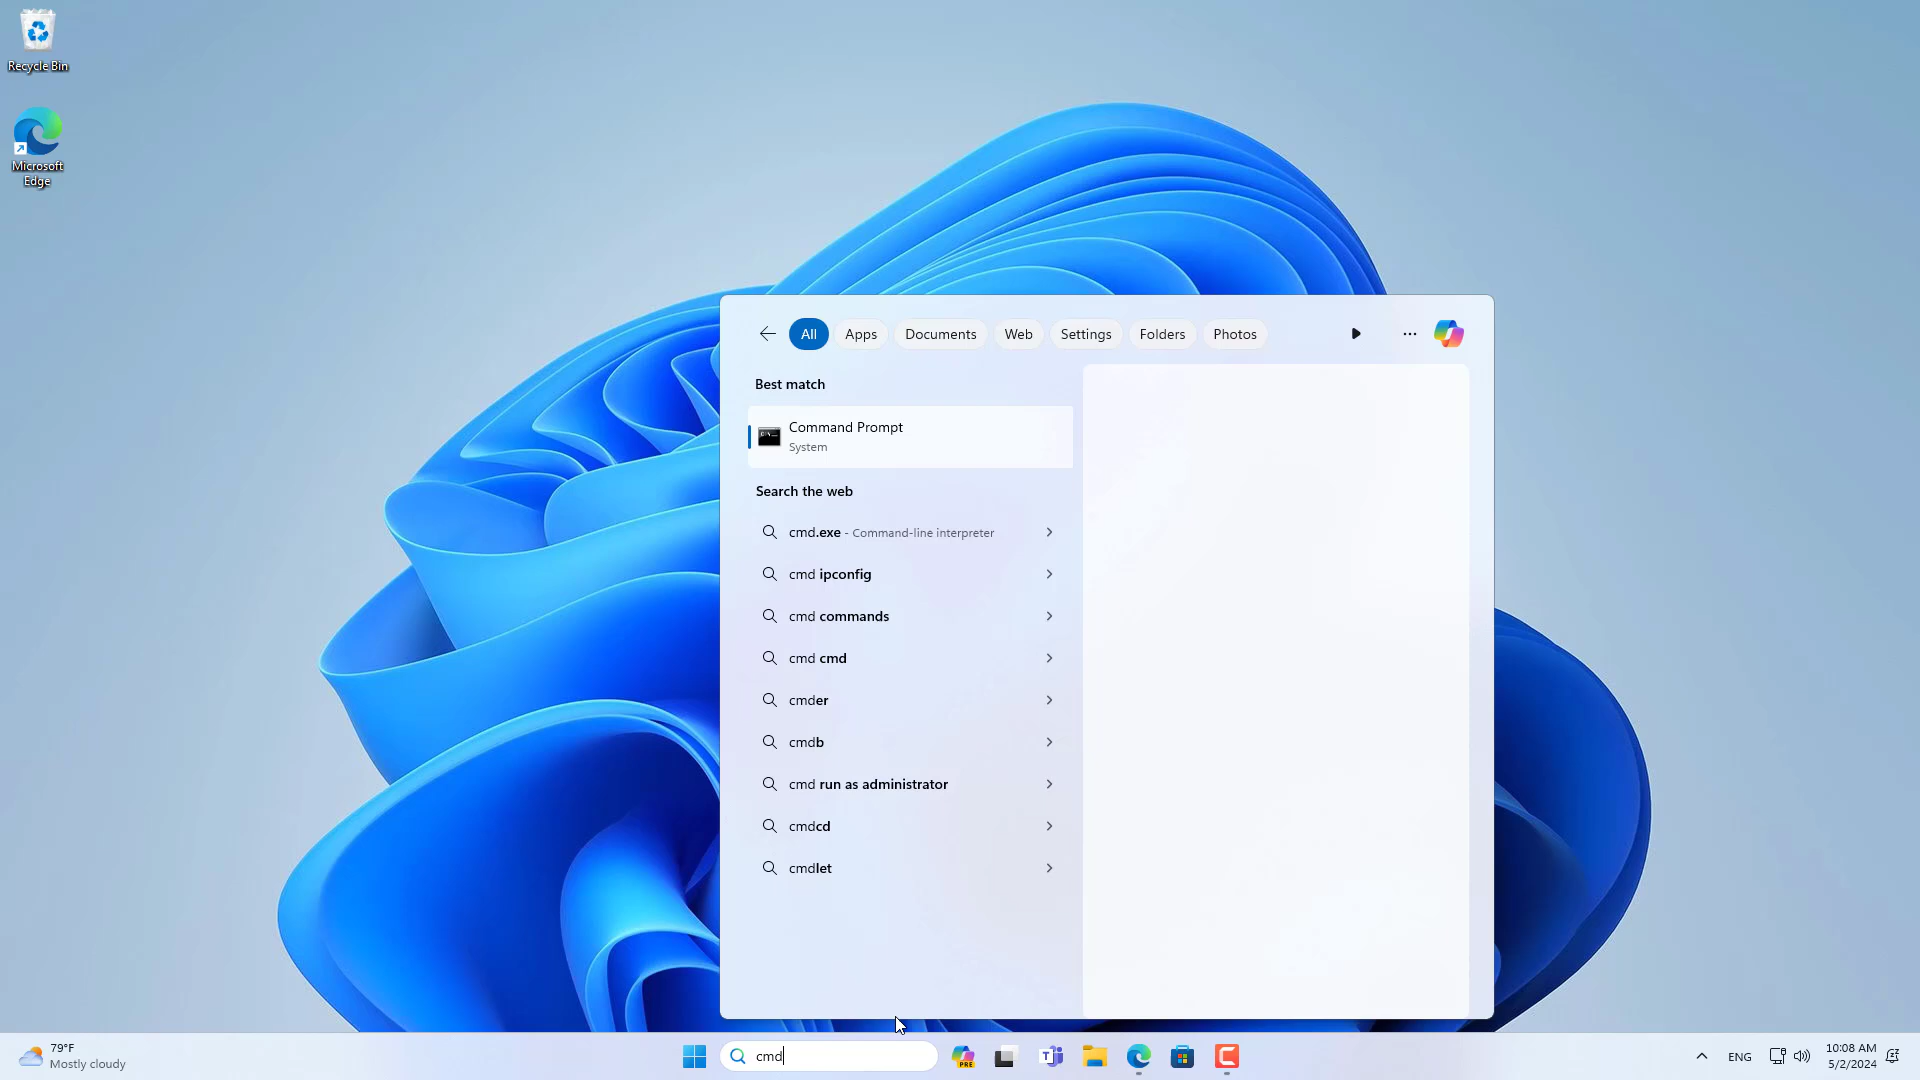 Recycle Bin
Microsoft
Edge
All Apps Documents Web Settings Folders Photos
Best match
Command Prompt
System
Search the web
cmd.exe - Command-line interpreter
cmd ipconfig
cmd commands
cmd cmd
cmder
cmdb
cmd run as administrator
cmdcd
cmdlet
79°F
Mostly cloudy
cmd
PRE
ENG
10:08 AM
5/2/2024